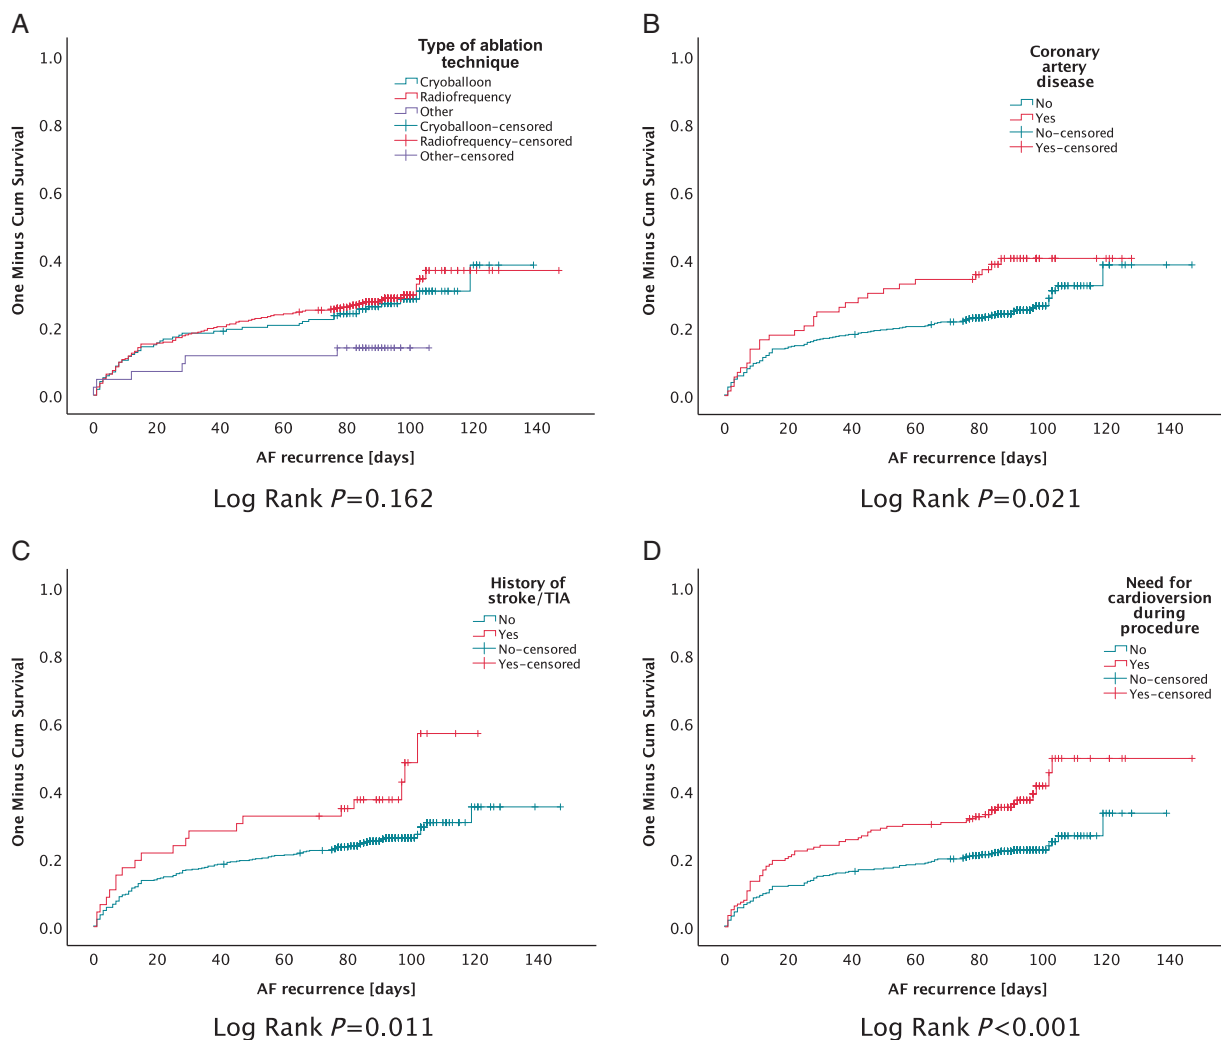 A
Type of ablation
technique
Cryoballoon
Radiofrequency
Other
Cryoballoon-censored
Radiofrequency-censored
Other-censored
One Minus Cum Survival
1.0
0.8
0.6
0.4
0.2
0.0
0 20 40 60 80 100 120 140
AF recurrence [days]
Log Rank P=0.162
B
Coronary
artery
disease
No
Yes
No-censored
Yes-censored
One Minus Cum Survival
1.0
0.8
0.6
0.4
0.2
0.0
0 20 40 60 80 100 120 140
AF recurrence [days]
Log Rank P=0.021
C
History of
stroke/TIA
No
Yes
No-censored
Yes-censored
One Minus Cum Survival
1.0
0.8
0.6
0.4
0.2
0.0
0 20 40 60 80 100 120 140
AF recurrence [days]
Log Rank P=0.011
D
Need for
cardioversion
during
procedure
No
Yes
No-censored
Yes-censored
One Minus Cum Survival
1.0
0.8
0.6
0.4
0.2
0.0
0 20 40 60 80 100 120 140
AF recurrence [days]
Log Rank P<0.001